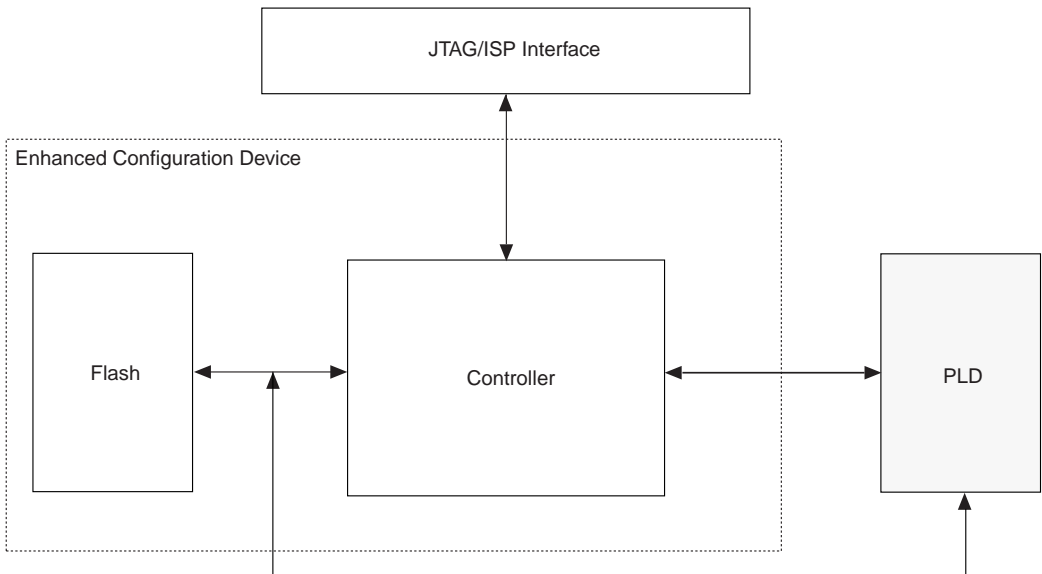 JTAG/ISP Interface
Enhanced Configuration Device
Flash
Controller
PLD